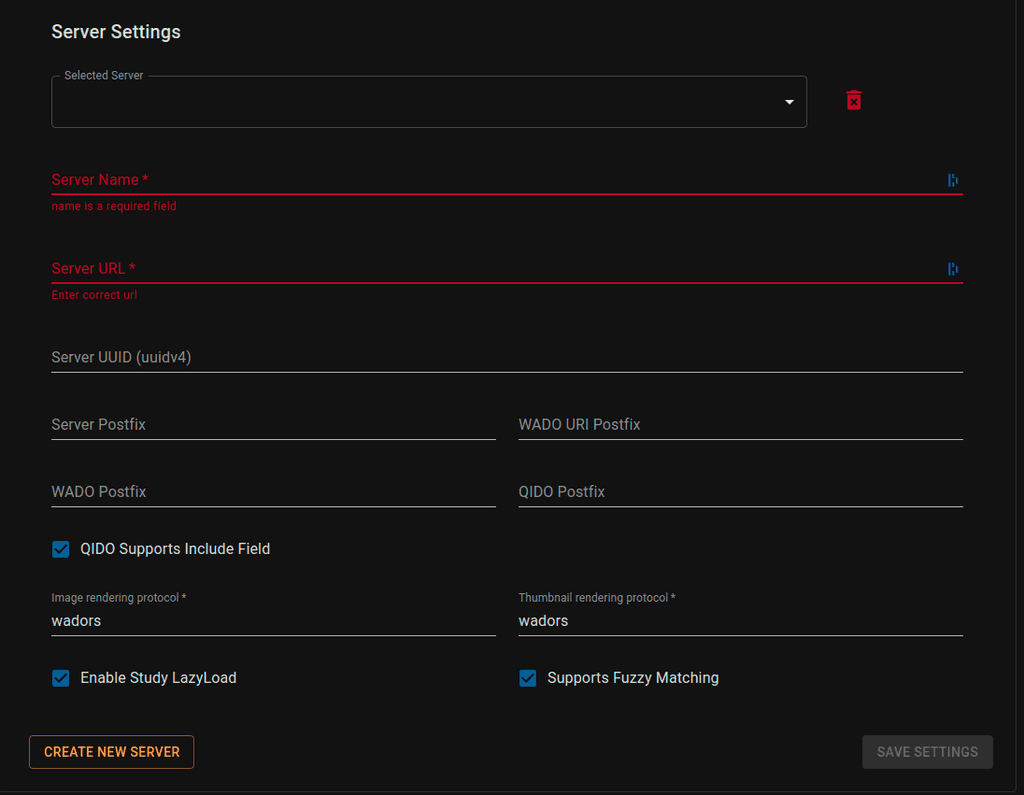 Server Settings
Selected Server
Server Name *
name is a required field
Server URL *
Enter correct url
Server UUID (uuidv4)
Server Postfix
WADO URI Postfix
WADO Postfix
QIDO Postfix
QIDO Supports Include Field
Image rendering protocol *
Thumbnail rendering protocol *
wadors
wadors
Enable Study LazyLoad
Supports Fuzzy Matching
CREATE NEW SERVER
SAVE SETTINGS